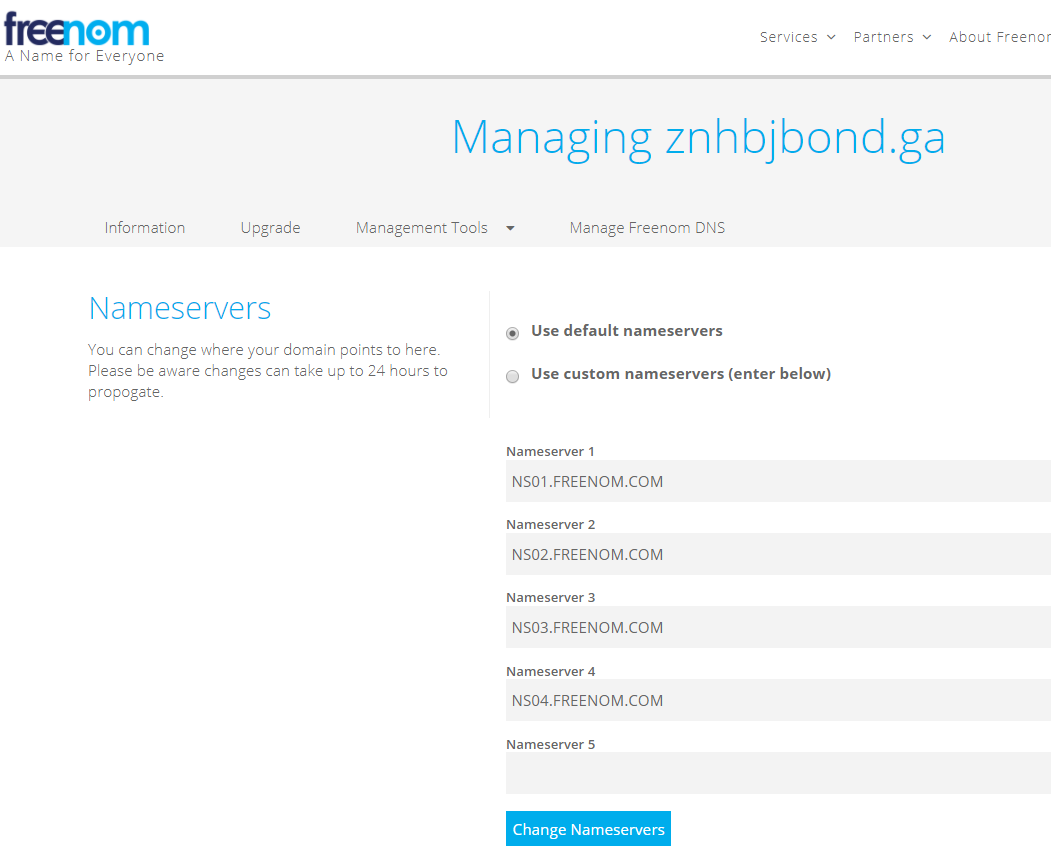 freenom
A Name for Everyone
Services
Partners
About Freenom
Managing znhbjbond.ga
Information
Upgrade
Management Tools
Manage Freenom DNS
Nameservers
You can change where your domain points to here.
Please be aware changes can take up to 24 hours to
propogate.
Use default nameservers
Use custom nameservers (enter below)
Nameserver 1
NS01.FREENOM.COM
Nameserver 2
NS02.FREENOM.COM
Nameserver 3
NS03.FREENOM.COM
Nameserver 4
NS04.FREENOM.COM
Nameserver 5
Change Nameservers